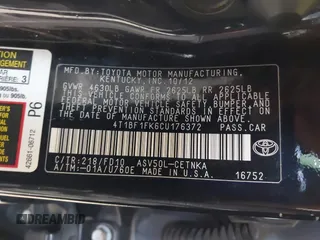 MFD. BY:TOYOTA MOTOR MANUFACTURING,
KENTUCKY,INC.10/12
GVWR 4630LB GAWR FR 2625LB RR 2625LB
THIS VEHICLE CONFORMS TO ALL APPLICABLE
FEDERAL MOTOR VEHICLE SAFETY, BUMPER,
AND THEFT PREVENTION STANDARDS IN EFFECT
ON THE DATE OF MANUFACTURE SHOWN ABOVE.
4T1BF1FK6CU176372 PASS.CAR
C/TR:218/FD10 ASV50L-CETNKA
A/TM:-01A/U760E MADE IN U.S.A.
TOYOTA
16752
3
P6
42661-06712
DREAMBID